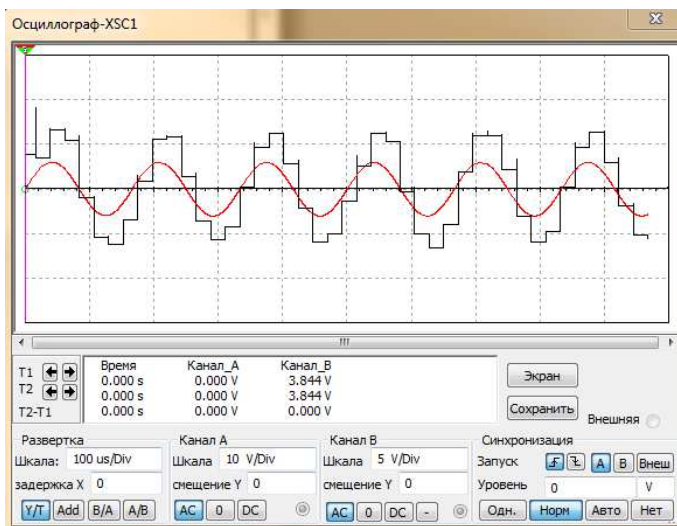 Осциллограф-XSC1
Время Канал_A Канал_B
T1 0.000 s 0.000 V 3.844 V
T2 0.000 s 0.000 V 3.844 V
T2-T1 0.000 s 0.000 V 0.000 V
Экран
Сохранить
Внешняя
Развертка
Шкала: 100 us/Div
задержка X 0
Y/T Add B/A A/B
Канал A
Шкала 10 V/Div
смещение Y 0
AC 0 DC
Канал B
Шкала 5 V/Div
смещение Y 0
AC 0 DC -
Синхронизация
Запуск A B Внеш
Уровень 0 V
Одн. Норм Авто Нет